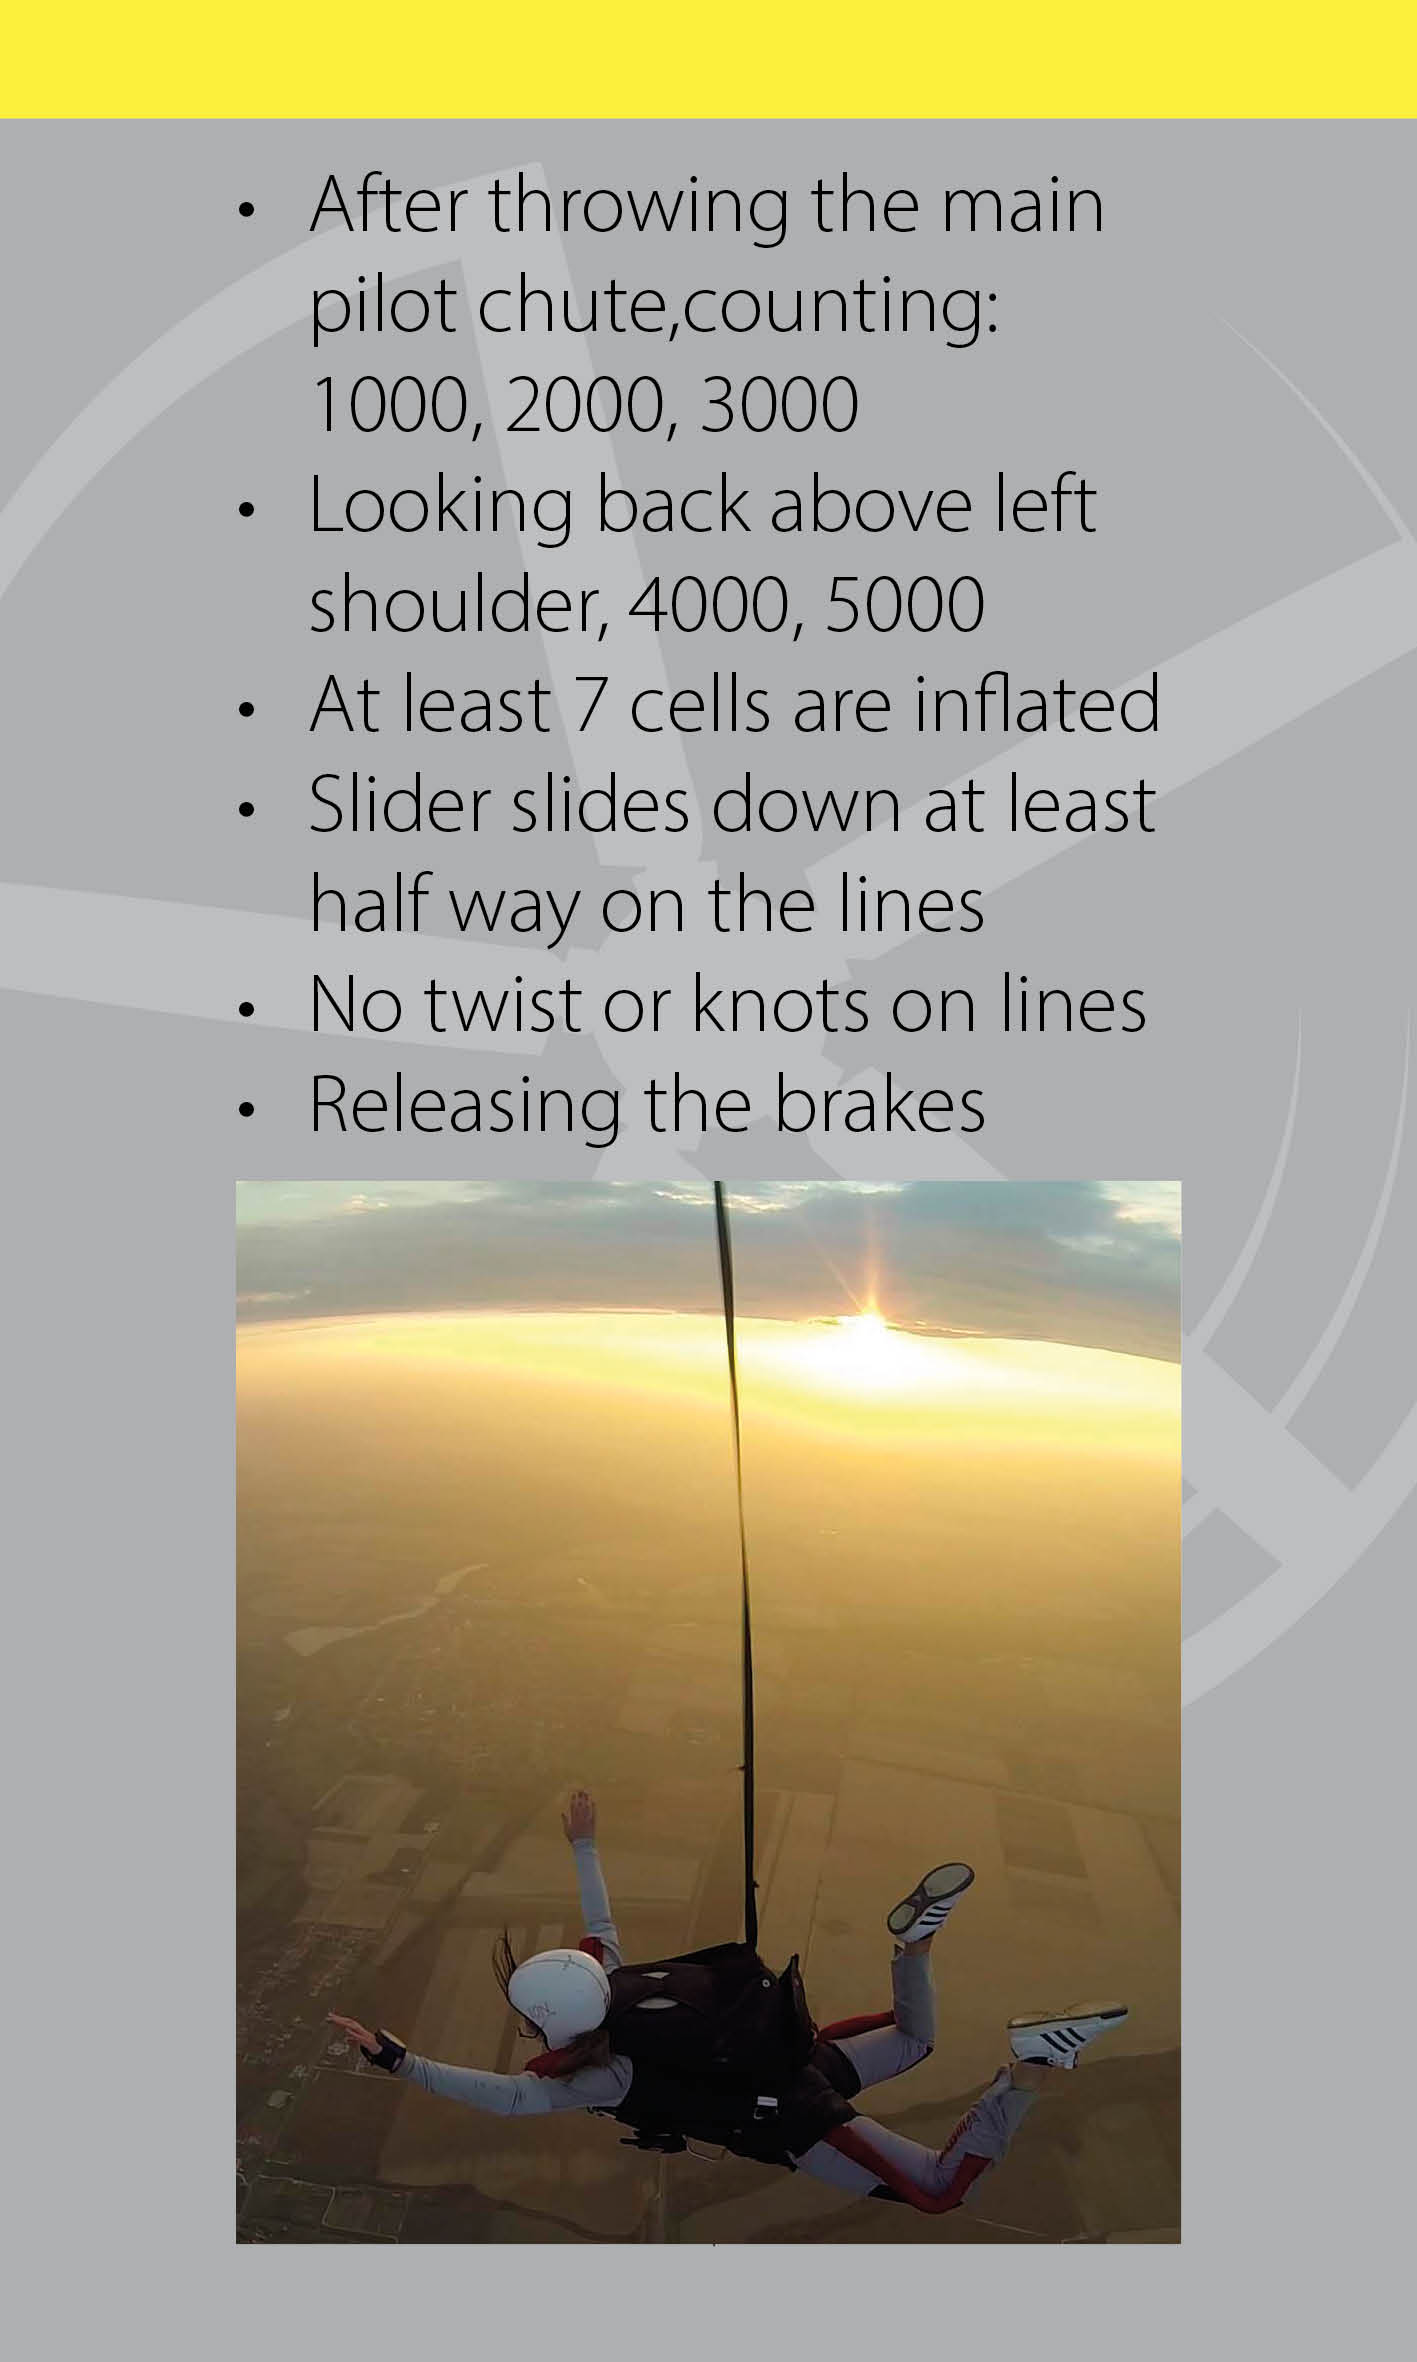 • After throwing the main
pilot chute,counting:
1000, 2000, 3000
• Looking back above left
shoulder, 4000, 5000
• At least 7 cells are inflated
• Slider slides down at least
half way on the lines
• No twist or knots on lines
• Releasing the brakes